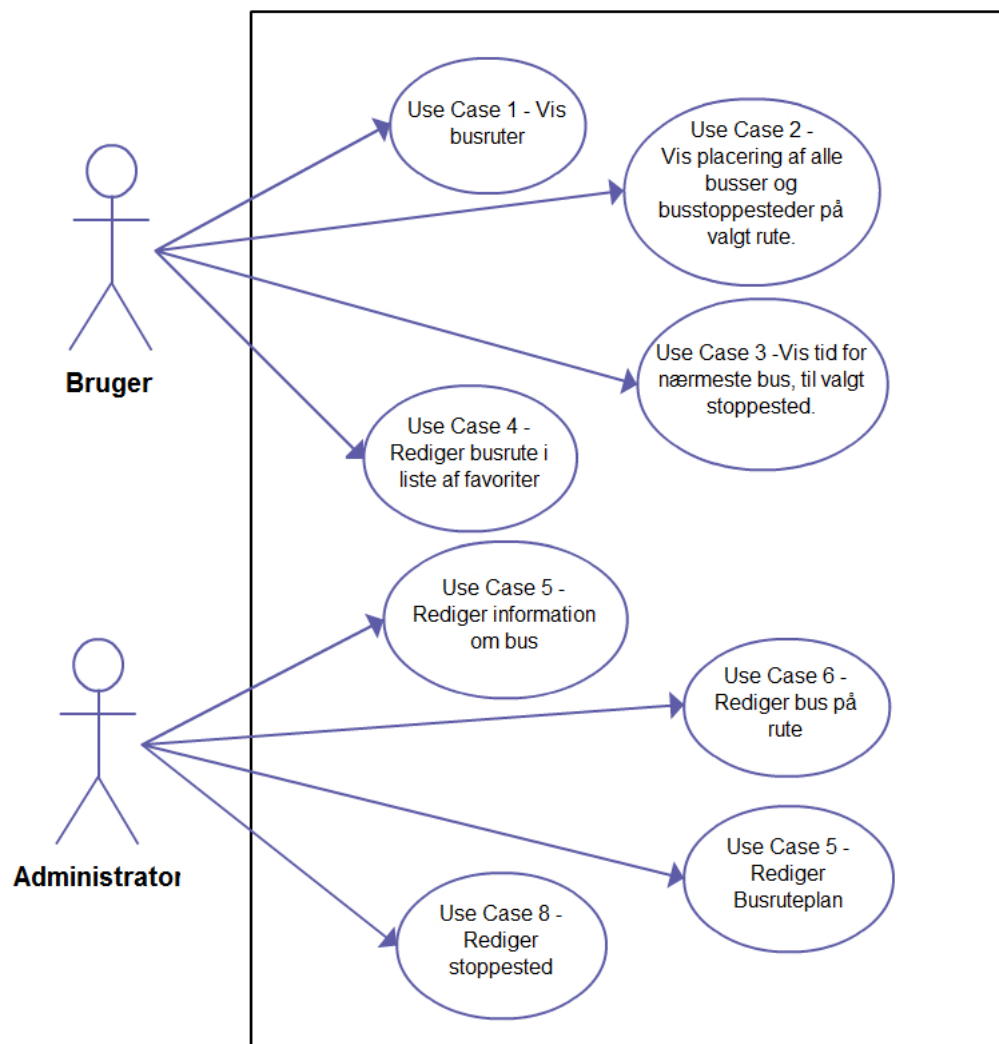 Use Case 1 - Vis
busruter
Use Case 2 -
Vis placering af alle
busser og
busstoppesteder på
valgt rute.
Bruger
Use Case 3 -Vis tid for
nærmeste bus, til valgt
stoppested.
Use Case 4 -
Rediger busrute i
liste af favoriter
Use Case 5 -
Rediger information
om bus
Use Case 6 -
Rediger bus på
rute
Administrator
Use Case 5 -
Rediger
Busruteplan
Use Case 8 -
Rediger
stoppested